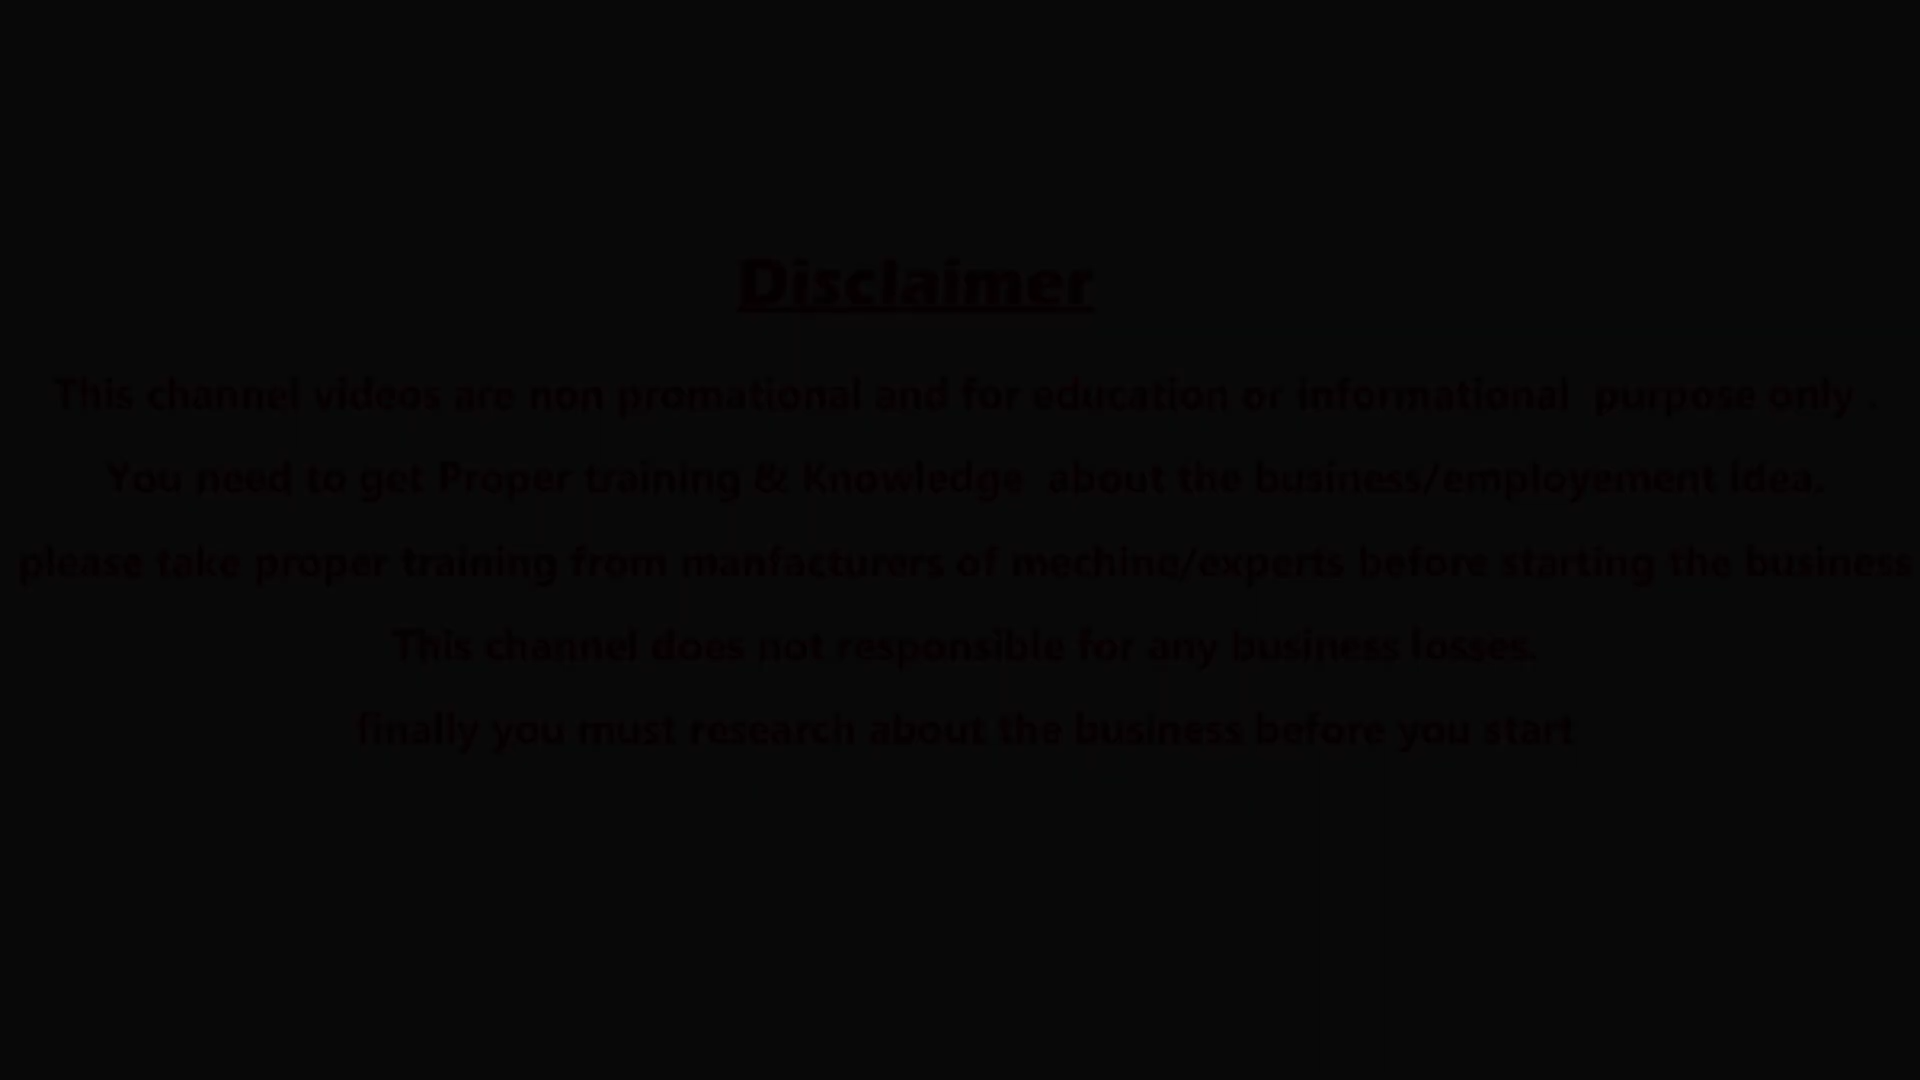 Disclaimer
This channel videos are non promational and for education or informational purpose only .
You need to get Proper training & Knowledge about the business/employement idea.
please take proper training from manfacturers of mechine/experts before starting the business
This channel does not responsible for any business losses.
finally you must research about the business before you start